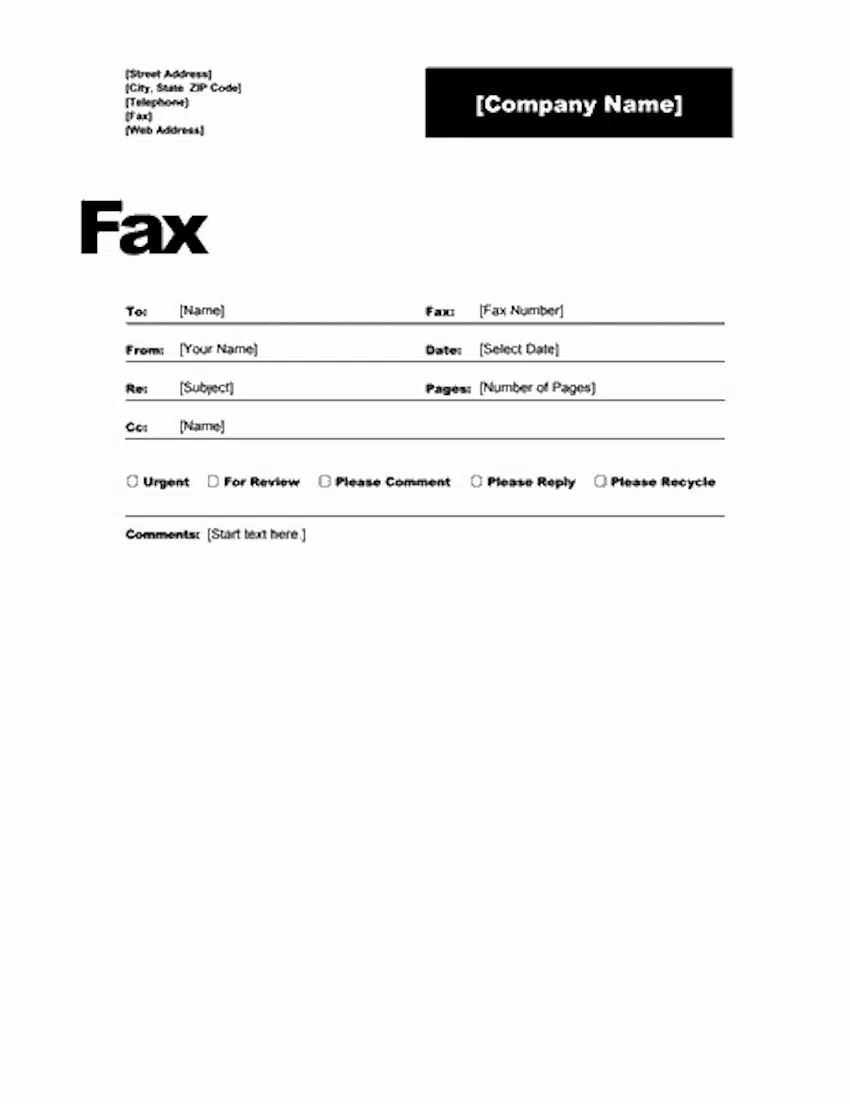 [Street Address]
[City, State  ZIP Code]
[Telephone]
[Fax]
[Web Address]
[Company Name]
Fax
To: [Name] Fax: [Fax Number]
From: [Your Name] Date: [Select Date]
Re: [Subject] Pages: [Number of Pages]
Cc: [Name]
Urgent For Review Please Comment Please Reply Please Recycle
Comments: [Start text here.]